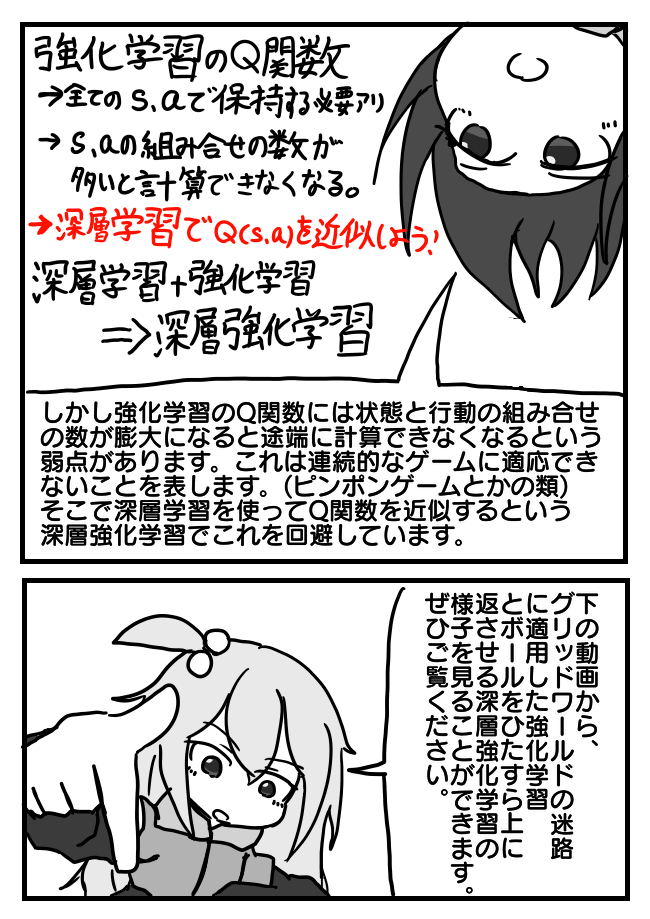 強化学習のQ関数
→全てのs,aで保持する必要アリ
→ s,aの組み合せの数が
多いと計算できなくなる。
→深層学習でQ(s,a)を近似しよう!
深層学習+強化学習
=>深層強化学習
しかし強化学習のQ関数には状態と行動の組み合せ
の数が膨大になると途端に計算できなくなるという
弱点があります。これは連続的なゲームに適応でき
ないことを表します。(ピンポンゲームとかの類)
そこで深層学習を使ってQ関数を近似するという
深層強化学習でこれを回避しています。
下の動画から、
グリッドワールドの迷路
に適用した強化学習
とボールをひたすら上に
返させる深層強化学習の
様子を見ることができます。
ぜひご覧ください。